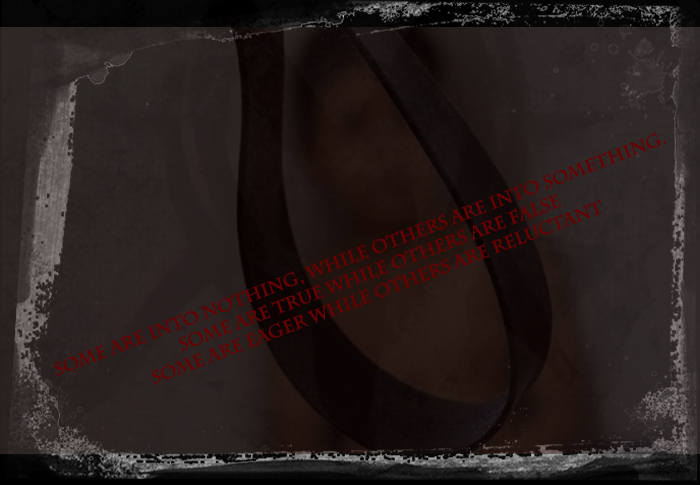 SOME ARE INTO NOTHING, WHILE OTHERS ARE INTO SOMETHING.
SOME ARE TRUE WHILE OTHERS ARE FALSE
SOME ARE EAGER WHILE OTHERS ARE RELUCTANT